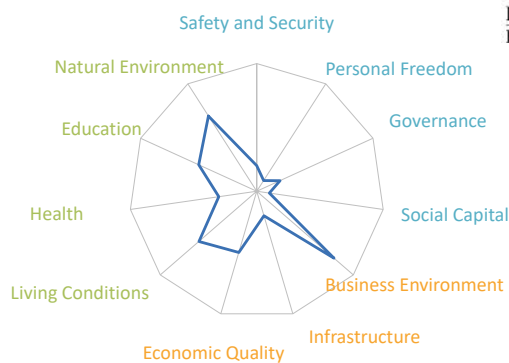 Safety and Security
Natural Environment
Personal Freedom
Education
Governance
Health
Social Capital
Business Environment
Living Conditions
Infrastructure
Economic Quality